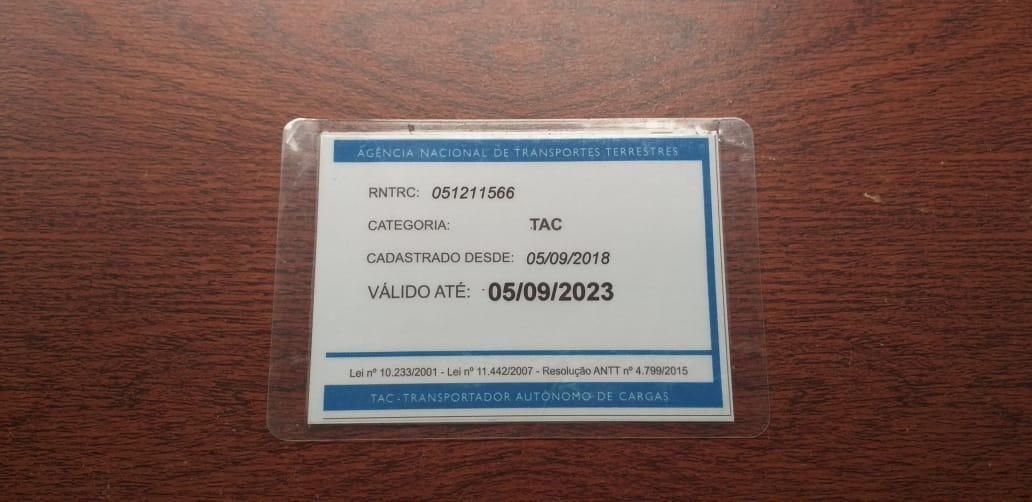 AGÊNCIA NACIONAL DE TRANSPORTES TERRESTRES
RNTRC: 051211566
CATEGORIA: TAC
CADASTRADO DESDE: 05/09/2018
VÁLIDO ATÉ: 05/09/2023
Lei nº 10.233/2001 - Lei nº 11.442/2007 - Resolução ANTT nº 4.799/2015
TAC - TRANSPORTADOR AUTÔNOMO DE CARGAS